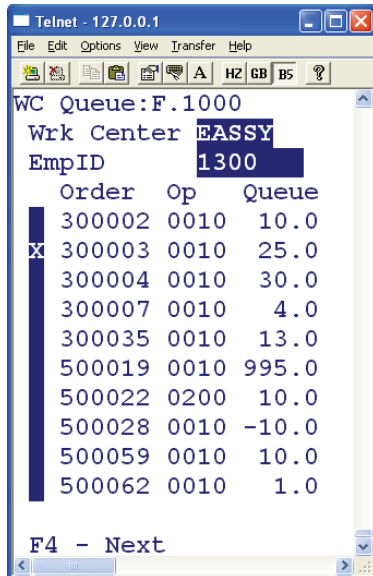 Telnet - 127.0.0.1
File Edit Options View Transfer Help
A HZ GB B5 ?
WC Queue:F.1000
Wrk Center EASSY
EmpID 1300
Order Op Queue
300002 0010 10.0
X 300003 0010 25.0
300004 0010 30.0
300007 0010 4.0
300035 0010 13.0
500019 0010 995.0
500022 0200 10.0
500028 0010 -10.0
500059 0010 10.0
500062 0010 1.0
F4 - Next